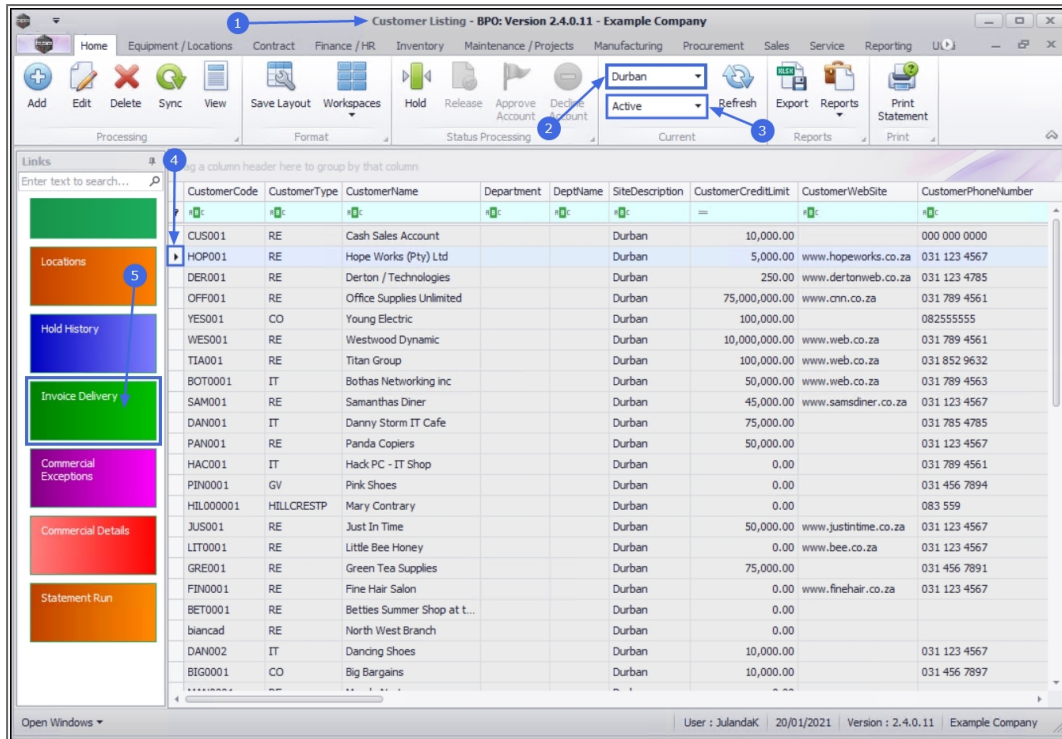 1
Customer Listing - BPO: Version 2.4.0.11 - Example Company
Home Equipment / Locations Contract Finance / HR Inventory Maintenance / Projects Manufacturing Procurement Sales Service Reporting
Add Edit Delete Sync View Save Layout Workspaces Hold Release Approve Account Decline Account Durban Active Refresh Export Reports Print Statement
2 3
Processing Format Status Processing Current Reports Print
Links 4 a column header here to group by that column
Enter text to search...
CustomerCode CustomerType CustomerName Department DeptName SiteDescription CustomerCreditLimit CustomerWebSite CustomerPhoneNumber
CUS001 RE Cash Sales Account Durban 10,000.00 000 000 0000
Locations
HOP001 RE Hope Works (Pty) Ltd Durban 5,000.00 www.hopeworks.co.za 031 123 4567
5
DER001 RE Derton / Technologies Durban 250.00 www.dertonweb.co.za 031 123 4785
OFF001 RE Office Supplies Unlimited Durban 75,000,000.00 www.cnn.co.za 031 789 4561
YES001 CO Young Electric Durban 100,000.00 082555555
Hold History
WES001 RE Westwood Dynamic Durban 10,000,000.00 www.web.co.za 031 789 4561
TIA001 RE Titan Group Durban 100,000.00 www.web.co.za 031 852 9632
BOT0001 IT Bothas Networking inc Durban 50,000.00 www.web.co.za 031 789 4563
Invoice Delivery
SAM001 RE Samanthas Diner Durban 45,000.00 www.samsdiner.co.za 031 123 4567
DAN001 IT Danny Storm IT Cafe Durban 75,000.00 031 785 4785
PAN001 RE Panda Copiers Durban 50,000.00 031 123 4567
Commercial Exceptions
HAC001 IT Hack PC - IT Shop Durban 0.00 031 789 4561
PIN0001 GV Pink Shoes Durban 0.00 031 456 7894
HIL000001 HILLCRESTP Mary Contrary Durban 0.00 083 559
Commercial Details
JUS001 RE Just In Time Durban 50,000.00 www.justintime.co.za 031 123 4567
LIT0001 RE Little Bee Honey Durban 0.00 www.bee.co.za 031 123 4567
GRE001 RE Green Tea Supplies Durban 75,000.00 031 456 7891
Statement Run
FIN0001 RE Fine Hair Salon Durban 0.00 www.finehair.co.za 031 123 4567
BET0001 RE Betties Summer Shop at t... Durban 0.00
biancad RE North West Branch Durban 0.00
DAN002 IT Dancing Shoes Durban 10,000.00 031 123 4567
BIG0001 CO Big Bargains Durban 10,000.00 031 456 7897
Open Windows User : JulandaK 20/01/2021 Version : 2.4.0.11 Example Company